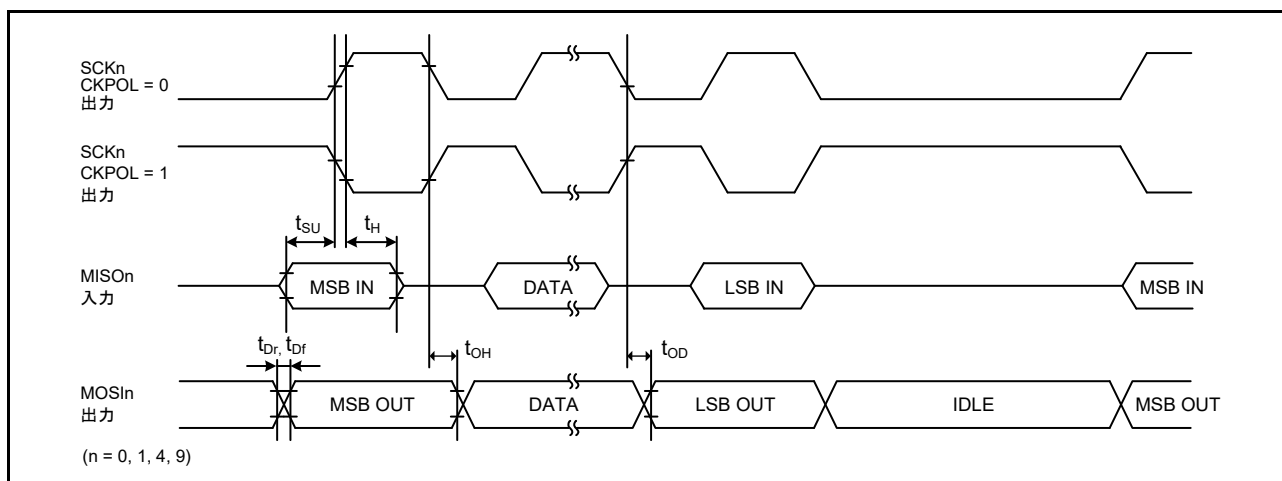 SCKn
CKPOL = 0
出力
SCKn
CKPOL = 1
出力
tSU
tH
MISOn
入力
MSB IN
DATA
LSB IN
MSB IN
tDr, tDf
tOH
tOD
MOSIn
出力
MSB OUT
DATA
LSB OUT
IDLE
MSB OUT
(n = 0, 1, 4, 9)